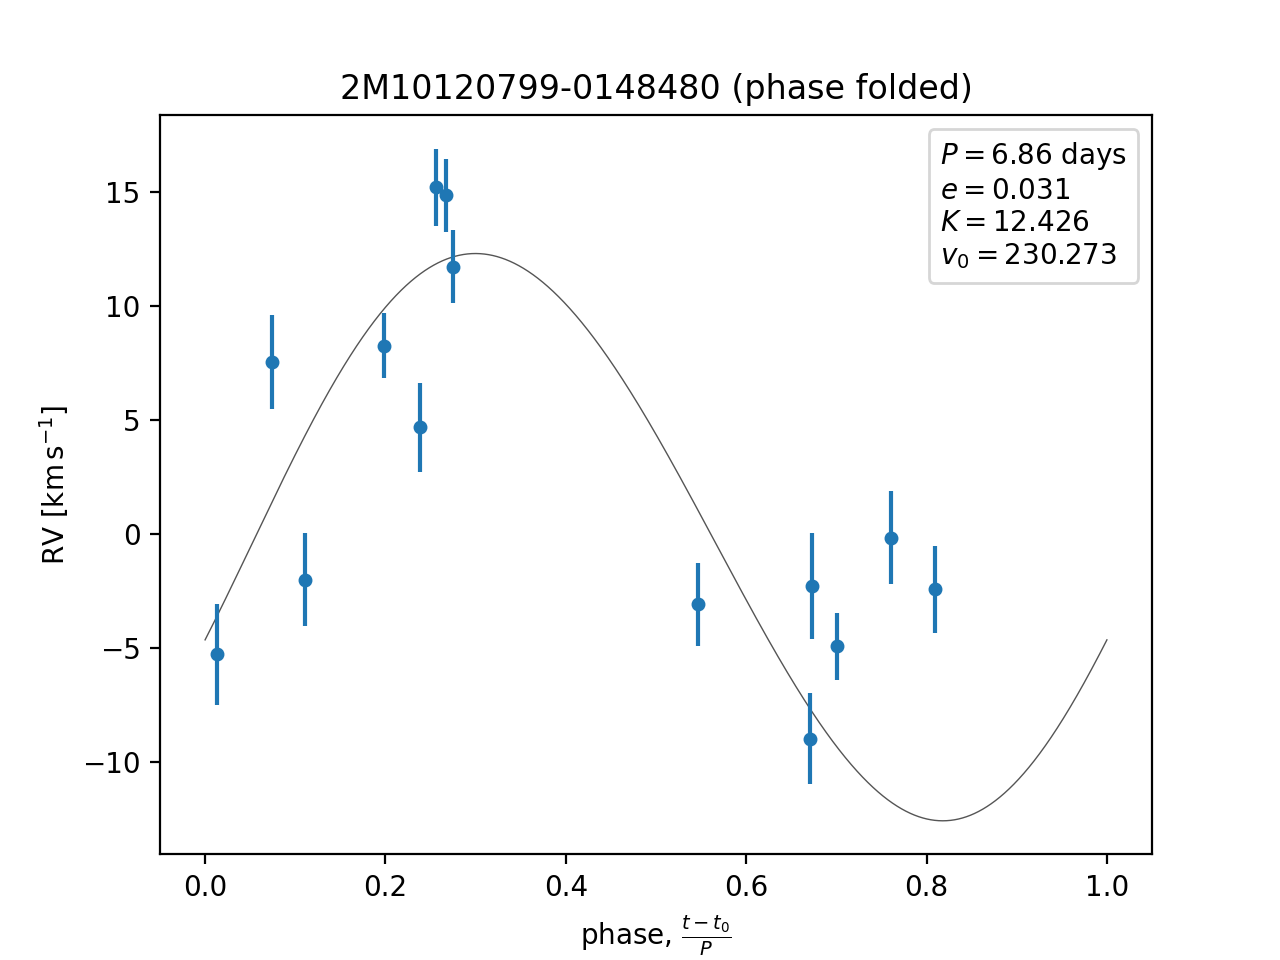 2M10120799-0148480 (phase folded)
P = 6.86 days
e = 0.031
K = 12.426
v₀ = 230.273
RV [km s⁻¹]
15
10
5
0
−5
−10
0.0 0.2 0.4 0.6 0.8 1.0
phase, (t − t₀)/P